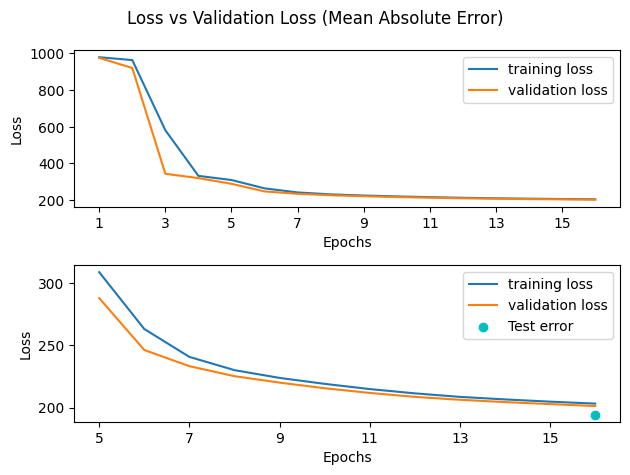 Loss vs Validation Loss (Mean Absolute Error)
1000
800
600
400
200
Loss
training loss
validation loss
1 3 5 7 9 11 13 15
Epochs
300
250
200
Loss
training loss
validation loss
Test error
5 7 9 11 13 15
Epochs